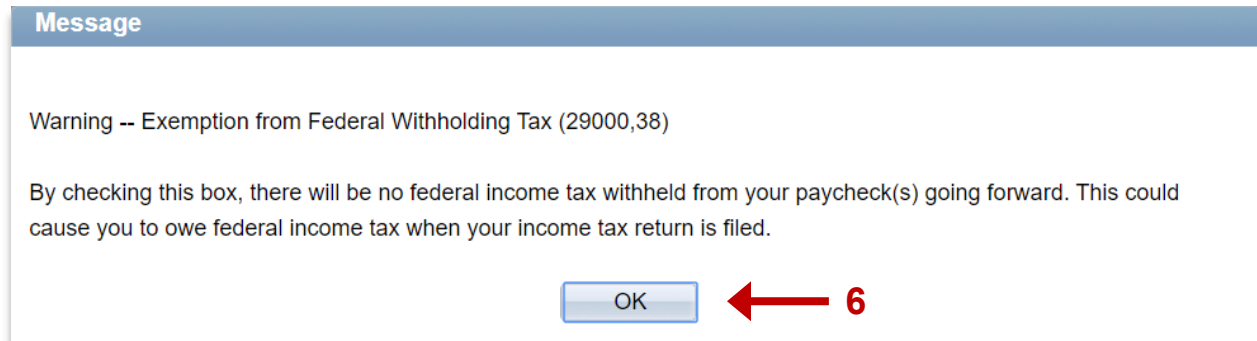 Message
Warning -- Exemption from Federal Withholding Tax (29000,38)
By checking this box, there will be no federal income tax withheld from your paycheck(s) going forward. This could
cause you to owe federal income tax when your income tax return is filed.
OK 6